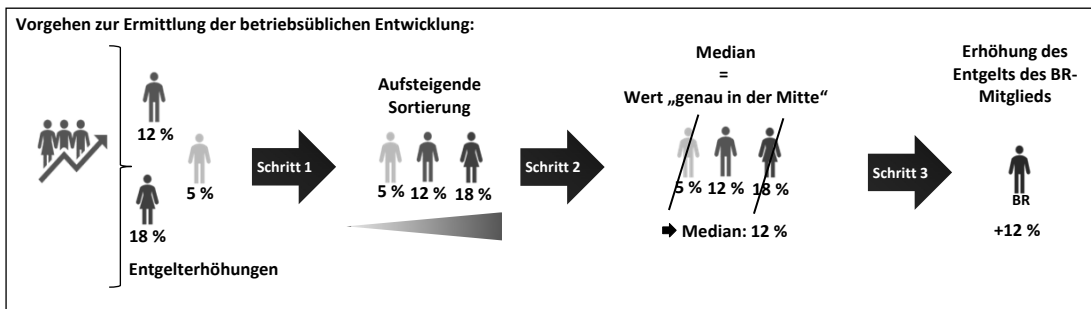 Vorgehen zur Ermittlung der betriebsüblichen Entwicklung:
12 %
5 %
18 %
Entgelterhöhungen
Schritt 1
Aufsteigende
Sortierung
5 %
12 %
18 %
Schritt 2
Median
=
Wert „genau in der Mitte“
5 %
12 %
18 %
🡆 Median: 12 %
Schritt 3
Erhöhung des
Entgelts des BR-
Mitglieds
BR
+12 %